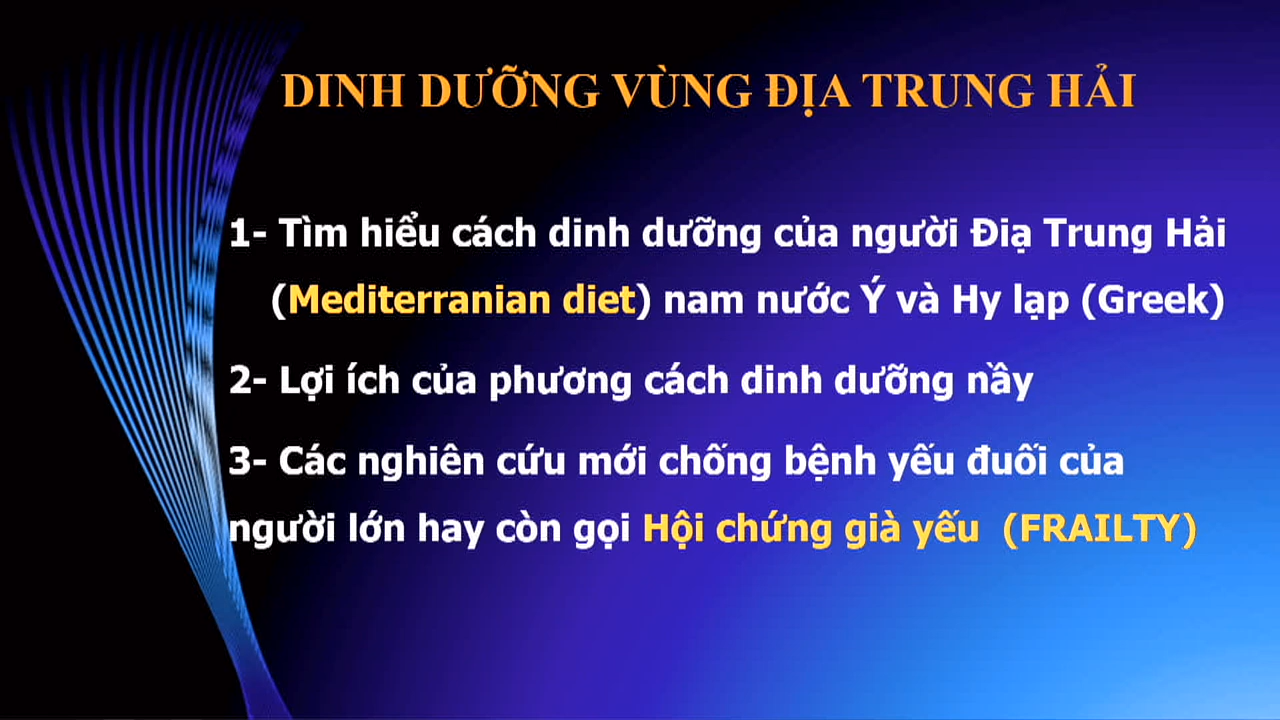 DINH DƯỠNG VÙNG ĐỊA TRUNG HẢI
1- Tìm hiểu cách dinh dưỡng của người Điạ Trung Hải
(Mediterranian diet) nam nước Ý và Hy lạp (Greek)
2- Lợi ích của phương cách dinh dưỡng nầy
3- Các nghiên cứu mới chống bệnh yếu đuối của
người lớn hay còn gọi Hội chứng già yếu (FRAILTY)